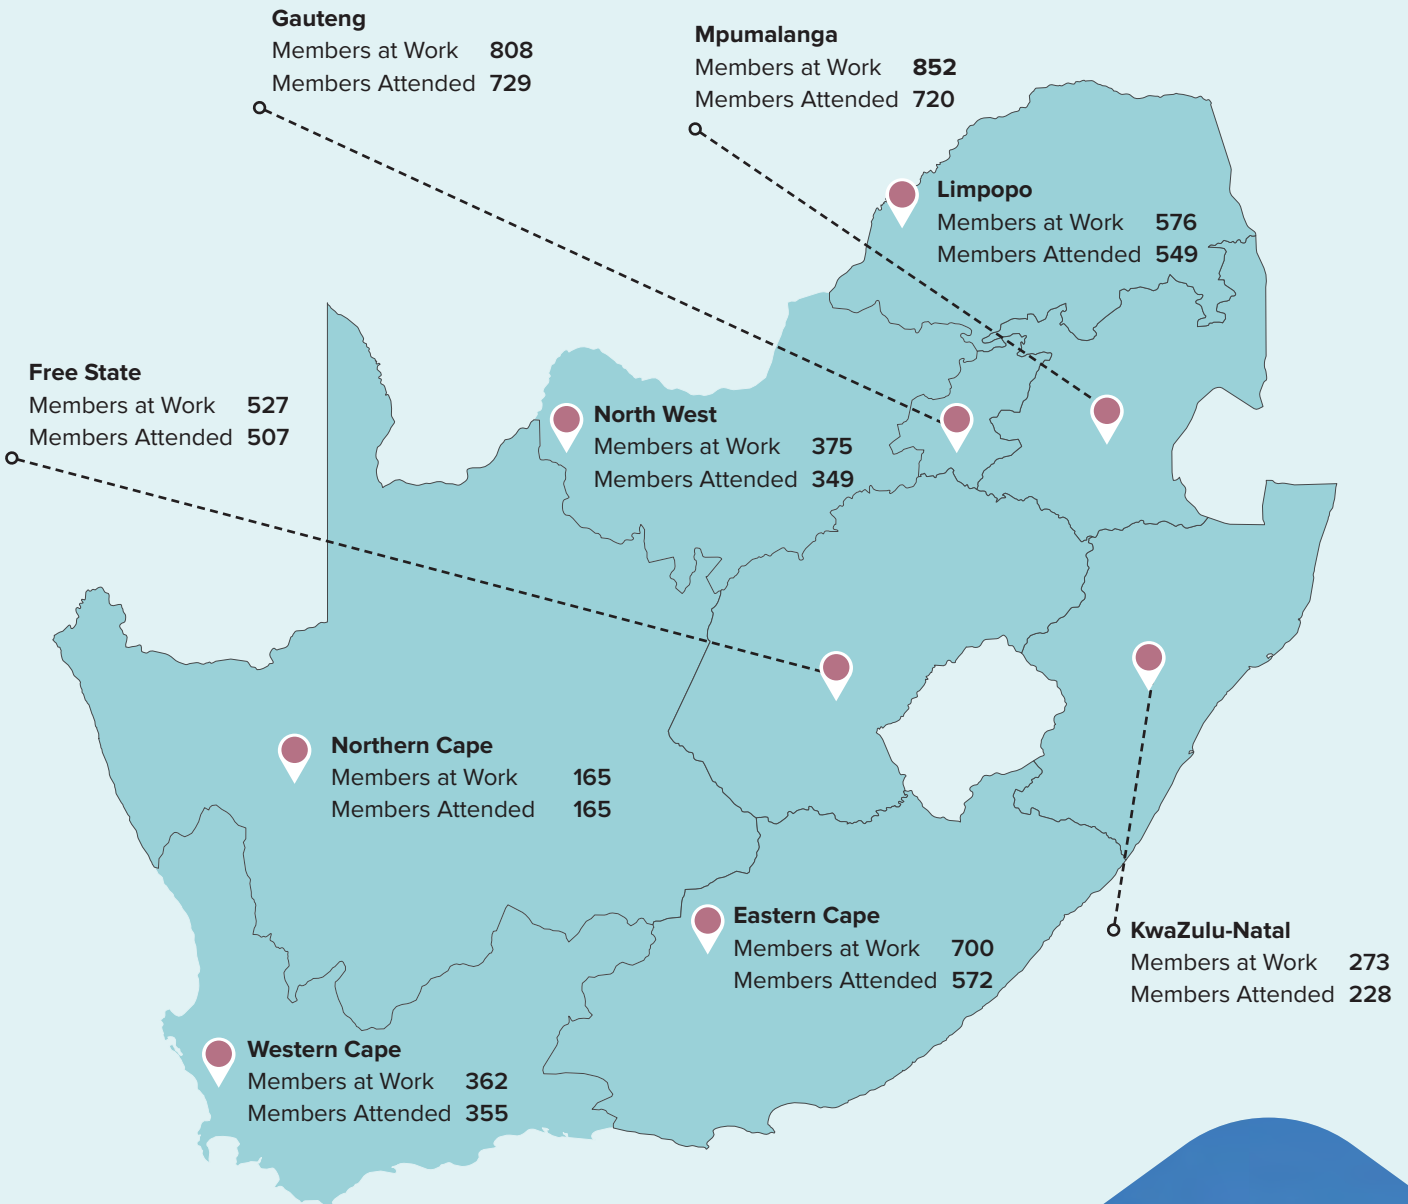 Gauteng
Members at Work 808
Members Attended 729
Mpumalanga
Members at Work 852
Members Attended 720
Limpopo
Members at Work 576
Members Attended 549
Free State
Members at Work 527
Members Attended 507
North West
Members at Work 375
Members Attended 349
Northern Cape
Members at Work 165
Members Attended 165
Eastern Cape
Members at Work 700
Members Attended 572
KwaZulu-Natal
Members at Work 273
Members Attended 228
Western Cape
Members at Work 362
Members Attended 355